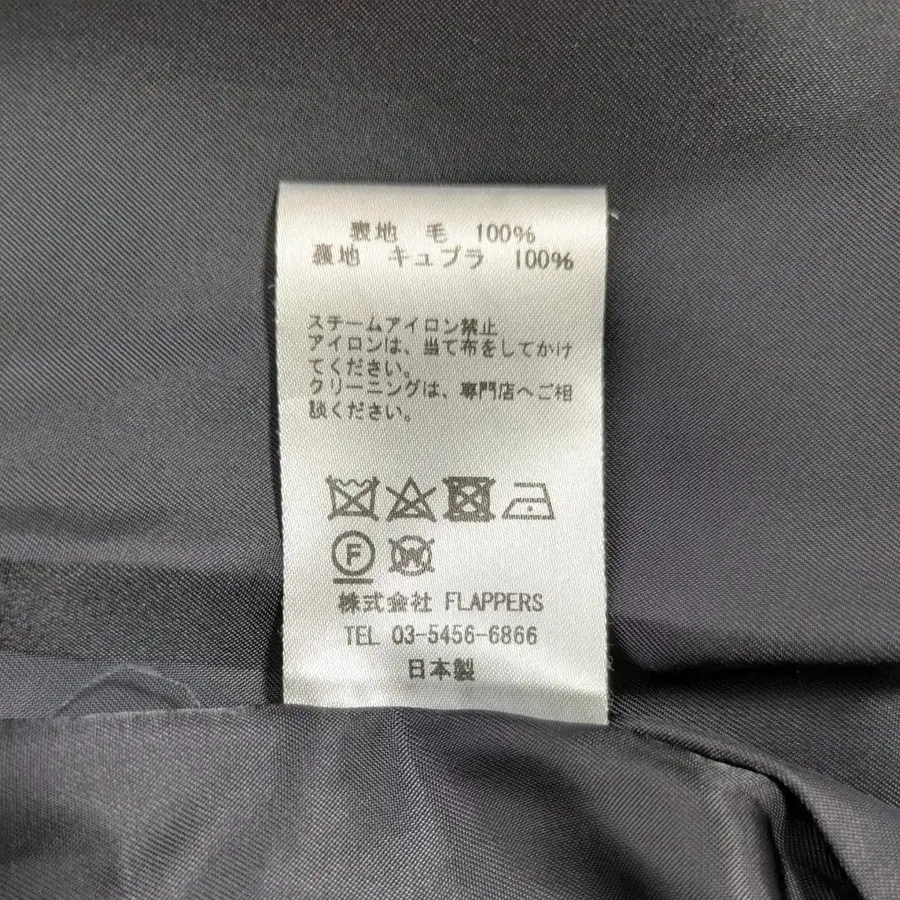 表地 毛 100%
裏地 キュプラ 100%
スチームアイロン禁止
アイロンは、当て布をしてかけ
てください。
クリーニングは、専門店へご相
談ください。
F W
株式会社 FLAPPERS
TEL 03-5456-6866
日本製